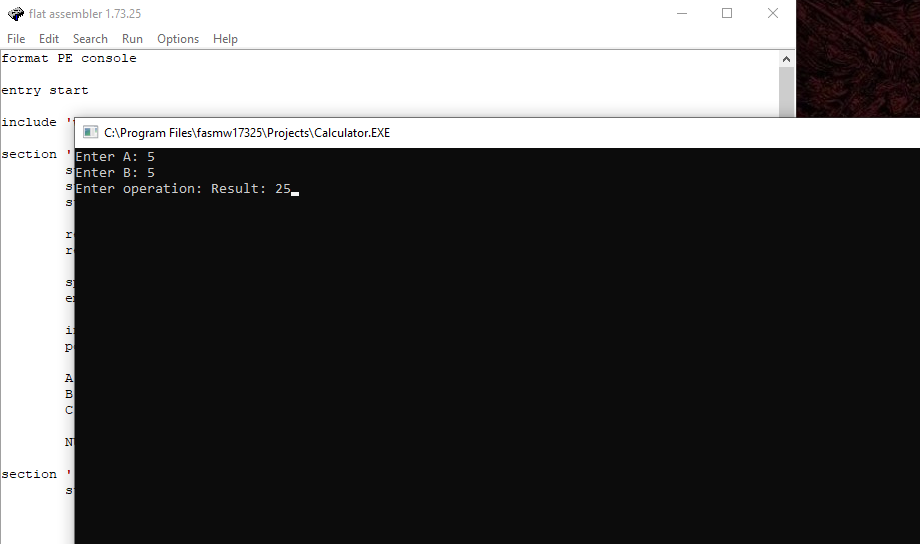 flat assembler 1.73.25
File Edit Search Run Options Help
format PE console
entry start
include '
section '
C:\Program Files\fasmw17325\Projects\Calculator.EXE
Enter A: 5
Enter B: 5
Enter operation: Result: 25
A
B
C
section '